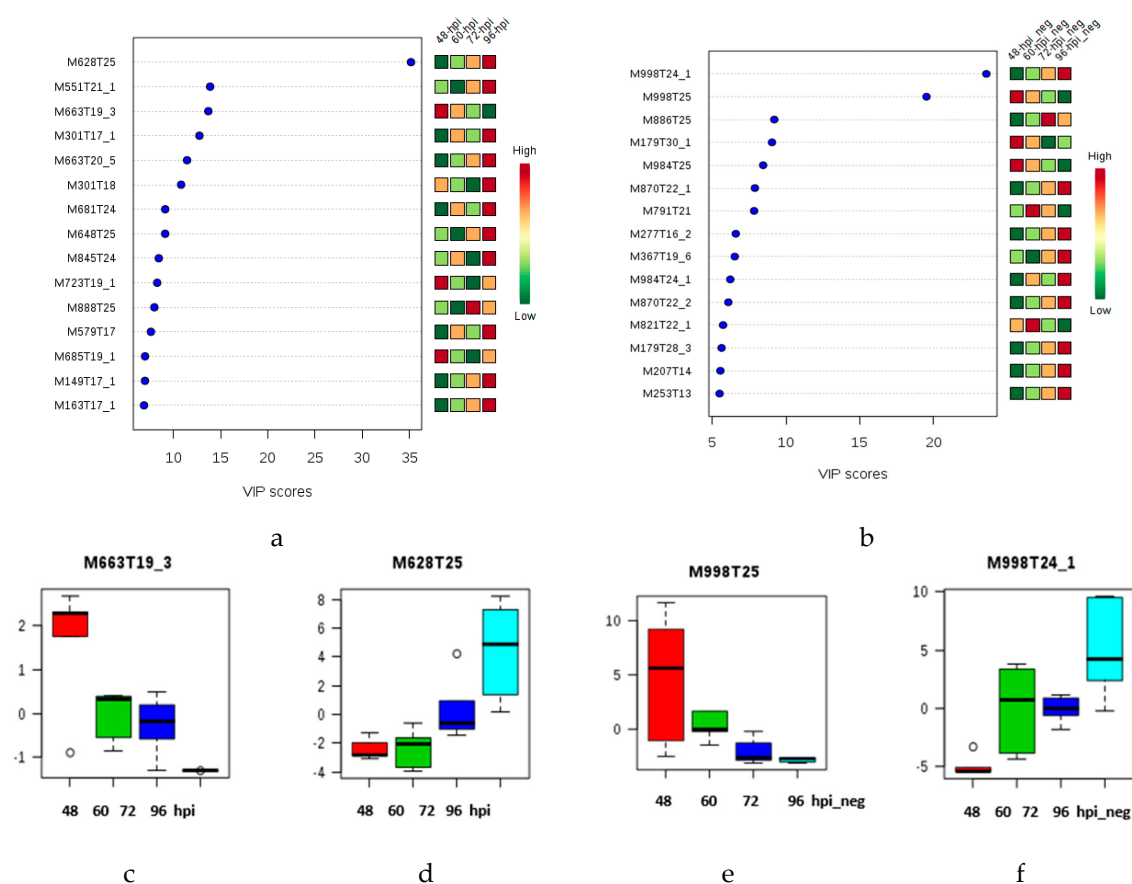 48-hpi 60-hpi 72-hpi 96-hpi
M628T25
M551T21_1
M663T19_3
M301T17_1
M663T20_5
M301T18
M681T24
M648T25
M845T24
M723T19_1
M888T25
M579T17
M685T19_1
M149T17_1
M163T17_1
High
Low
10 15 20 25 30 35
VIP scores
a
48-hpi_neg 60-hpi_neg 72-hpi_neg 96-hpi_neg
M998T24_1
M998T25
M886T25
M179T30_1
M984T25
M870T22_1
M791T21
M277T16_2
M367T19_6
M984T24_1
M870T22_2
M821T22_1
M179T28_3
M207T14
M253T13
High
Low
5 10 15 20
VIP scores
b
M663T19_3
2
1
0
-1
48 60 72 96 hpi
c
M628T25
8
6
4
2
0
-2
-4
48 60 72 96 hpi
d
M998T25
10
5
0
48 60 72 96 hpi_neg
e
M998T24_1
10
5
0
-5
48 60 72 96 hpi_neg
f